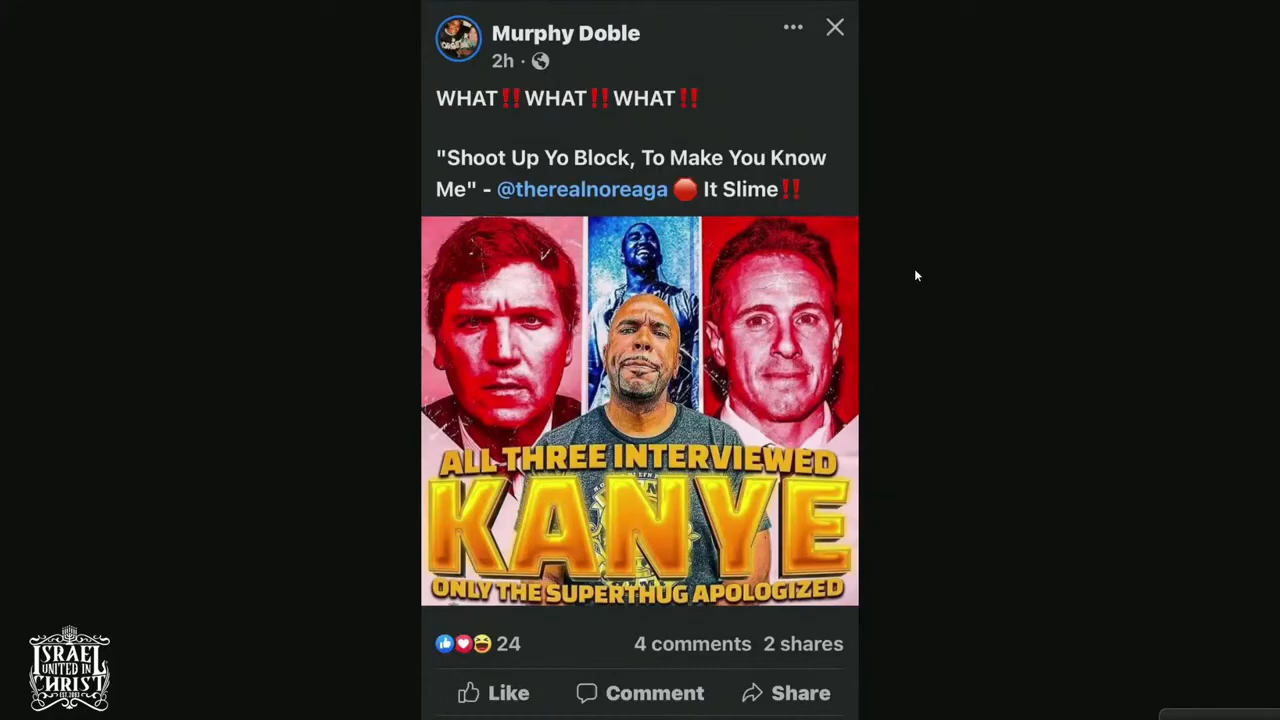 Murphy Doble
2h ·
WHAT‼️WHAT‼️WHAT‼️
"Shoot Up Yo Block, To Make You Know
Me" - @therealnoreaga 🛑 It Slime‼️
ALL THREE INTERVIEWED
KANYE
ONLY THE SUPERTHUG APOLOGIZED
24
4 comments 2 shares
Like Comment Share
ISRAEL
UNITED IN
CHRIST
EST. 2003